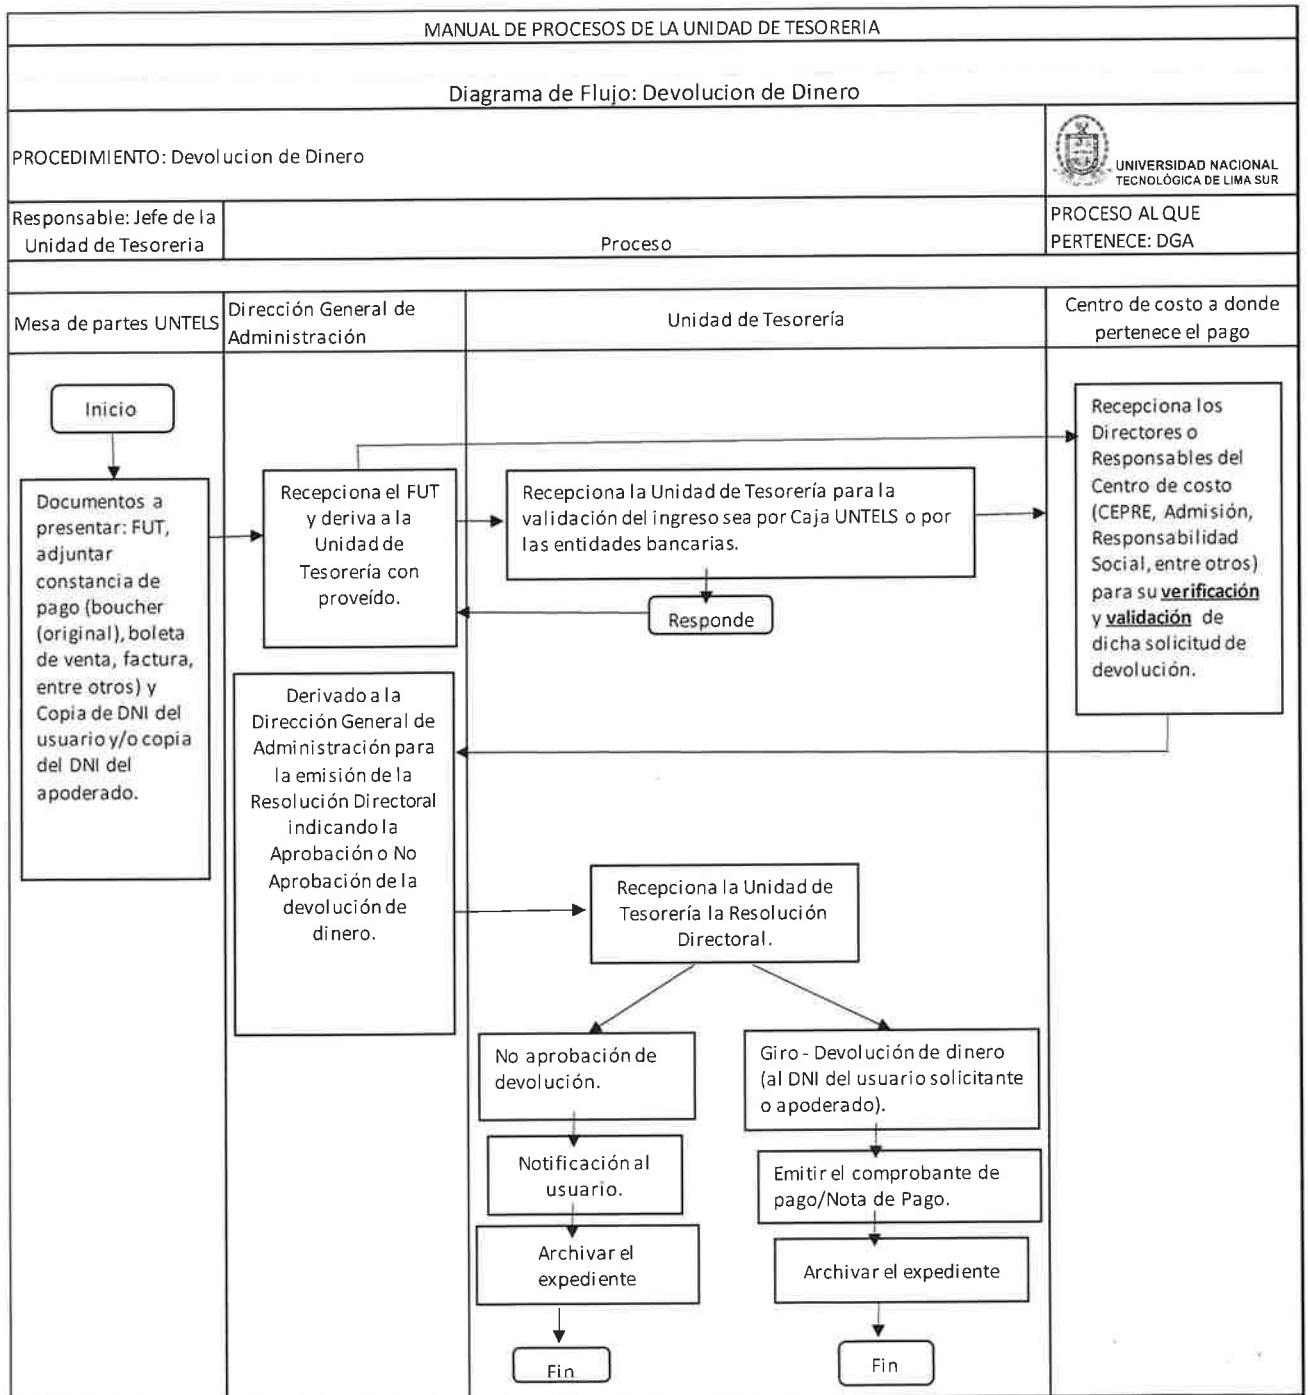 MANUAL DE PROCESOS DE LA UNIDAD DE TESORERIA
Diagrama de Flujo: Devolucion de Dinero
PROCEDIMIENTO: Devolucion de Dinero
UNIVERSIDAD NACIONAL
TECNOLÓGICA DE LIMA SUR
Responsable: Jefe de la
Unidad de Tesoreria
Proceso
PROCESO AL QUE
PERTENECE: DGA
Mesa de partes UNTELS
Dirección General de
Administración
Unidad de Tesorería
Centro de costo a donde
pertenece el pago
Inicio
Documentos a
presentar: FUT,
adjuntar
constancia de
pago (boucher
(original), boleta
de venta, factura,
entre otros) y
Copia de DNI del
usuario y/o copia
del DNI del
apoderado.
Recepciona el FUT
y deriva a la
Unidad de
Tesorería con
proveído.
Recepciona la Unidad de Tesorería para la
validación del ingreso sea por Caja UNTELS o por
las entidades bancarias.
Responde
Recepciona los
Directores o
Responsables del
Centro de costo
(CEPRE, Admisión,
Responsabilidad
Social, entre otros)
para su verificación
y validación de
dicha solicitud de
devolución.
Derivado a la
Dirección General de
Administración para
la emisión de la
Resolución Directoral
indicando la
Aprobación o No
Aprobación de la
devolución de
dinero.
Recepciona la Unidad de
Tesorería la Resolución
Directoral.
No aprobación de
devolución.
Notificación al
usuario.
Archivar el
expediente
Fin
Giro - Devolución de dinero
(al DNI del usuario solicitante
o apoderado).
Emitir el comprobante de
pago/Nota de Pago.
Archivar el expediente
Fin